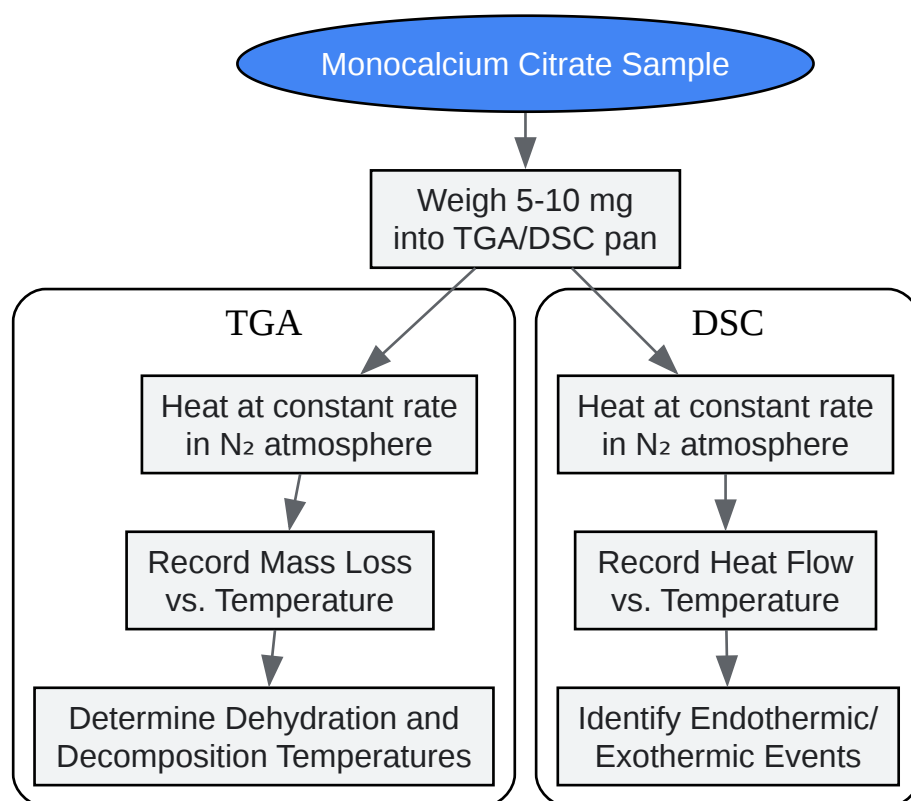 Monocalcium Citrate Sample
Weigh 5-10 mg
into TGA/DSC pan
TGA
Heat at constant rate
in N₂ atmosphere
Record Mass Loss
vs. Temperature
Determine Dehydration and
Decomposition Temperatures
DSC
Heat at constant rate
in N₂ atmosphere
Record Heat Flow
vs. Temperature
Identify Endothermic/
Exothermic Events